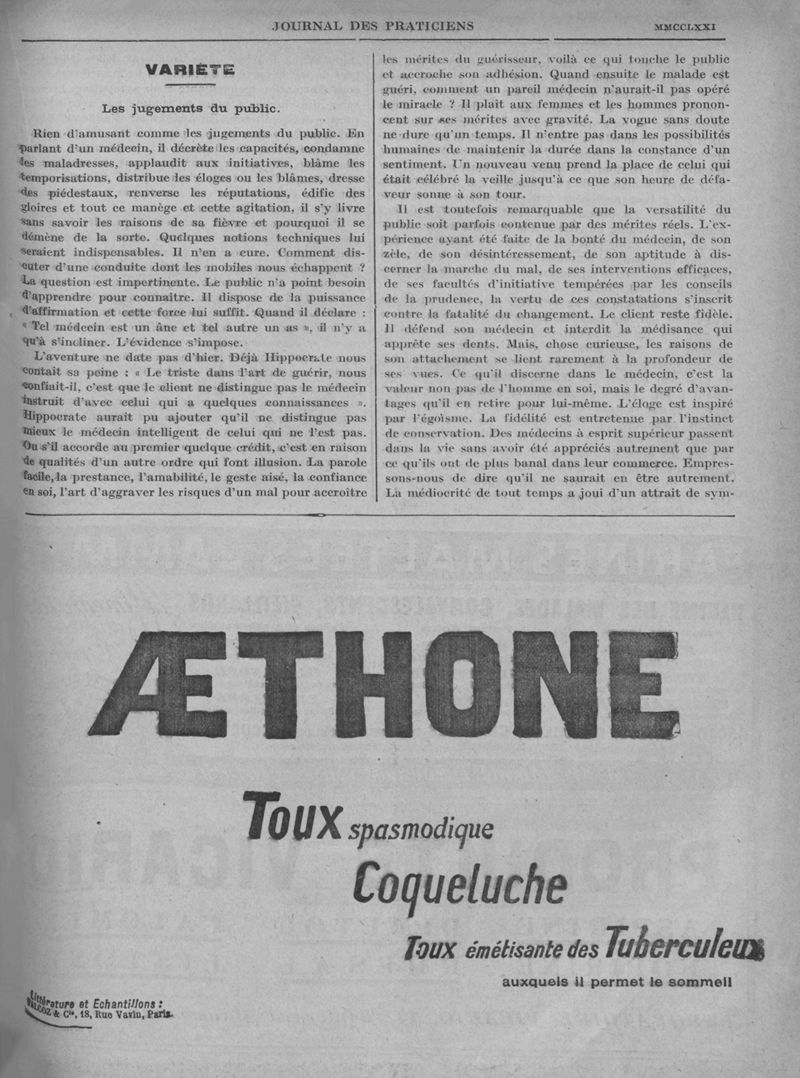 JOURNAL DES PRATICIENS
MMCCLXXI
VARIÉTÉ
Les jugements du public.
Rien d'amusant comme les jugements du public. En
parlant d'un médecin, il décrète les capacités, condamne
les maladresses, applaudit aux initiatives, blâme les
temporisations, distribue les éloges ou les blâmes, dresse
des piédestaux, renverse les réputations, édifie des
gloires et tout ce manège et cette agitation, il s'y livre
sans savoir les raisons de sa fièvre et pourquoi il se
démène de la sorte. Quelques notions techniques lui
seraient indispensables. Il n'en a cure. Comment dis-
cuter d'une conduite dont les mobiles nous échappent ?
La question est impertinente. Le public n'a point besoin
d'apprendre pour connaître. Il dispose de la puissance
d'affirmation et cette force lui suffit. Quand il déclare :
« Tel médecin est un âne et tel autre un as », il n'y a
qu'à s'incliner. L'évidence s'impose.
L'aventure ne date pas d'hier. Déjà Hippocrate nous
contait sa peine : « Le triste dans l'art de guérir, nous
confiait-il, c'est que le client ne distingue pas le médecin
instruit d'avec celui qui a quelques connaissances ».
Hippocrate aurait pu ajouter qu'il ne distingue pas
mieux le médecin intelligent de celui qui ne l'est pas.
Ou s'il accorde au premier quelque crédit, c'est en raison
de qualités d'un autre ordre qui font illusion. La parole
facile, la prestance, l'amabilité, le geste aisé, la confiance
en soi, l'art d'aggraver les risques d'un mal pour accroître
les mérites du guérisseur, voilà ce qui touche le public
et accroche son adhésion. Quand ensuite le malade est
guéri, comment un pareil médecin n'aurait-il pas opéré
le miracle ? Il plait aux femmes et les hommes pronon-
cent sur ses mérites avec gravité. La vogue sans doute
ne dure qu'un temps. Il n'entre pas dans les possibilités
humaines de maintenir la durée dans la constance d'un
sentiment. Un nouveau venu prend la place de celui qui
était célébré la veille jusqu'à ce que son heure de défa-
veur sonne à son tour.
Il est toutefois remarquable que la versatilité du
public soit parfois contenue par des mérites réels. L'ex-
périence ayant été faite de la bonté du médecin, de son
zèle, de son désintéressement, de son aptitude à dis-
cerner la marche du mal, de ses interventions efficaces,
de ses facultés d'initiative tempérées par les conseils
de la prudence, la vertu de ces constatations s'inscrit
contre la fatalité du changement. Le client reste fidèle.
Il défend son médecin et interdit la médisance qui
apprête ses dents. Mais, chose curieuse, les raisons de
son attachement se lient rarement à la profondeur de
ses vues. Ce qu'il discerne dans le médecin, c'est la
valeur non pas de l'homme en soi, mais le degré d'avan-
tages qu'il en retire pour lui-même. L'éloge est inspiré
par l'égoïsme. La fidélité est entretenue par l'instinct
de conservation. Des médecins à esprit supérieur passent
dans la vie sans avoir été appréciés autrement que par
ce qu'ils ont de plus banal dans leur commerce. Empres-
sons-nous de dire qu'il ne saurait en être autrement.
La médiocrité de tout temps a joui d'un attrait de sym-
ÆTHONE
Toux spasmodique
Coqueluche
Toux émétisante des Tuberculeux
auxquels il permet le sommeil
Littérature et Echantillons :
& Cie, 18, Rue Vavin, Paris.